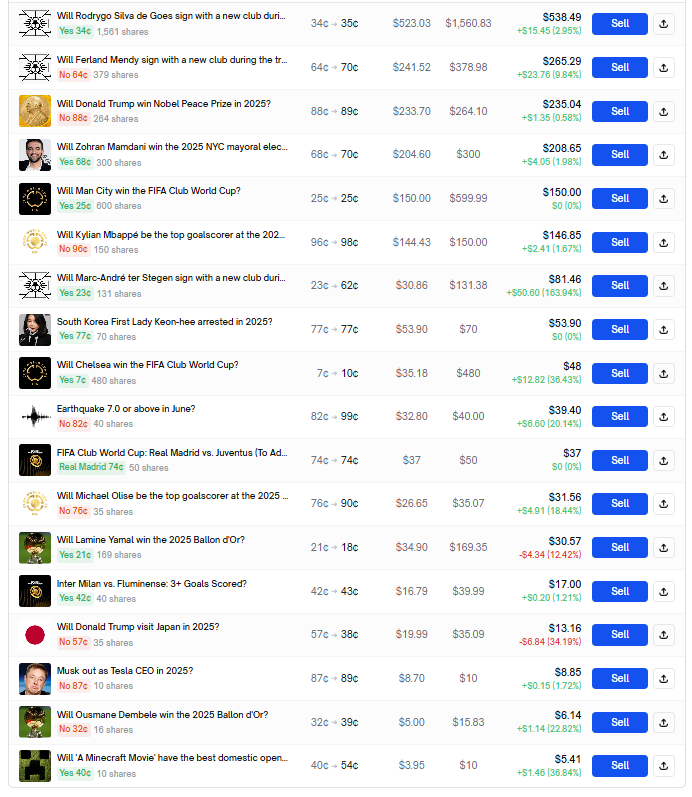 Will Rodrygo Silva de Goes sign with a new club duri...
Yes 34¢ 1,561 shares
34¢ → 35¢ $523.03 $1,560.83 $538.49
+$15.45 (2.95%)
Sell
Will Ferland Mendy sign with a new club during the tr...
No 64¢ 379 shares
64¢ → 70¢ $241.52 $378.98 $265.29
+$23.76 (9.84%)
Sell
Will Donald Trump win Nobel Peace Prize in 2025?
No 88¢ 264 shares
88¢ → 89¢ $233.70 $264.10 $235.04
+$1.35 (0.58%)
Sell
Will Zohran Mamdani win the 2025 NYC mayoral elec...
Yes 68¢ 300 shares
68¢ → 70¢ $204.60 $300 $208.65
+$4.05 (1.98%)
Sell
Will Man City win the FIFA Club World Cup?
Yes 25¢ 600 shares
25¢ → 25¢ $150.00 $599.99 $150.00
$0 (0%)
Sell
Will Kylian Mbappé be the top goalscorer at the 202...
No 96¢ 150 shares
96¢ → 98¢ $144.43 $150.00 $146.85
+$2.41 (1.67%)
Sell
Will Marc-André ter Stegen sign with a new club duri...
Yes 23¢ 131 shares
23¢ → 62¢ $30.86 $131.38 $81.46
+$50.60 (163.94%)
Sell
South Korea First Lady Keon-hee arrested in 2025?
Yes 77¢ 70 shares
77¢ → 77¢ $53.90 $70 $53.90
$0 (0%)
Sell
Will Chelsea win the FIFA Club World Cup?
Yes 7¢ 480 shares
7¢ → 10¢ $35.18 $480 $48
+$12.82 (36.43%)
Sell
Earthquake 7.0 or above in June?
No 82¢ 40 shares
82¢ → 99¢ $32.80 $40.00 $39.40
+$6.60 (20.14%)
Sell
FIFA Club World Cup: Real Madrid vs. Juventus (To Ad...
Real Madrid 74¢ 50 shares
74¢ → 74¢ $37 $50 $37
$0 (0%)
Sell
Will Michael Olise be the top goalscorer at the 2025 ...
No 76¢ 35 shares
76¢ → 90¢ $26.65 $35.07 $31.56
+$4.91 (18.44%)
Sell
Will Lamine Yamal win the 2025 Ballon d'Or?
Yes 21¢ 169 shares
21¢ → 18¢ $34.90 $169.35 $30.57
-$4.34 (12.42%)
Sell
Inter Milan vs. Fluminense: 3+ Goals Scored?
Yes 42¢ 40 shares
42¢ → 43¢ $16.79 $39.99 $17.00
+$0.20 (1.21%)
Sell
Will Donald Trump visit Japan in 2025?
No 57¢ 35 shares
57¢ → 38¢ $19.99 $35.09 $13.16
-$6.84 (34.19%)
Sell
Musk out as Tesla CEO in 2025?
No 87¢ 10 shares
87¢ → 89¢ $8.70 $10 $8.85
+$0.15 (1.72%)
Sell
Will Ousmane Dembele win the 2025 Ballon d'Or?
No 32¢ 16 shares
32¢ → 39¢ $5.00 $15.83 $6.14
+$1.14 (22.82%)
Sell
Will 'A Minecraft Movie' have the best domestic open...
Yes 40¢ 10 shares
40¢ → 54¢ $3.95 $10 $5.41
+$1.46 (36.84%)
Sell